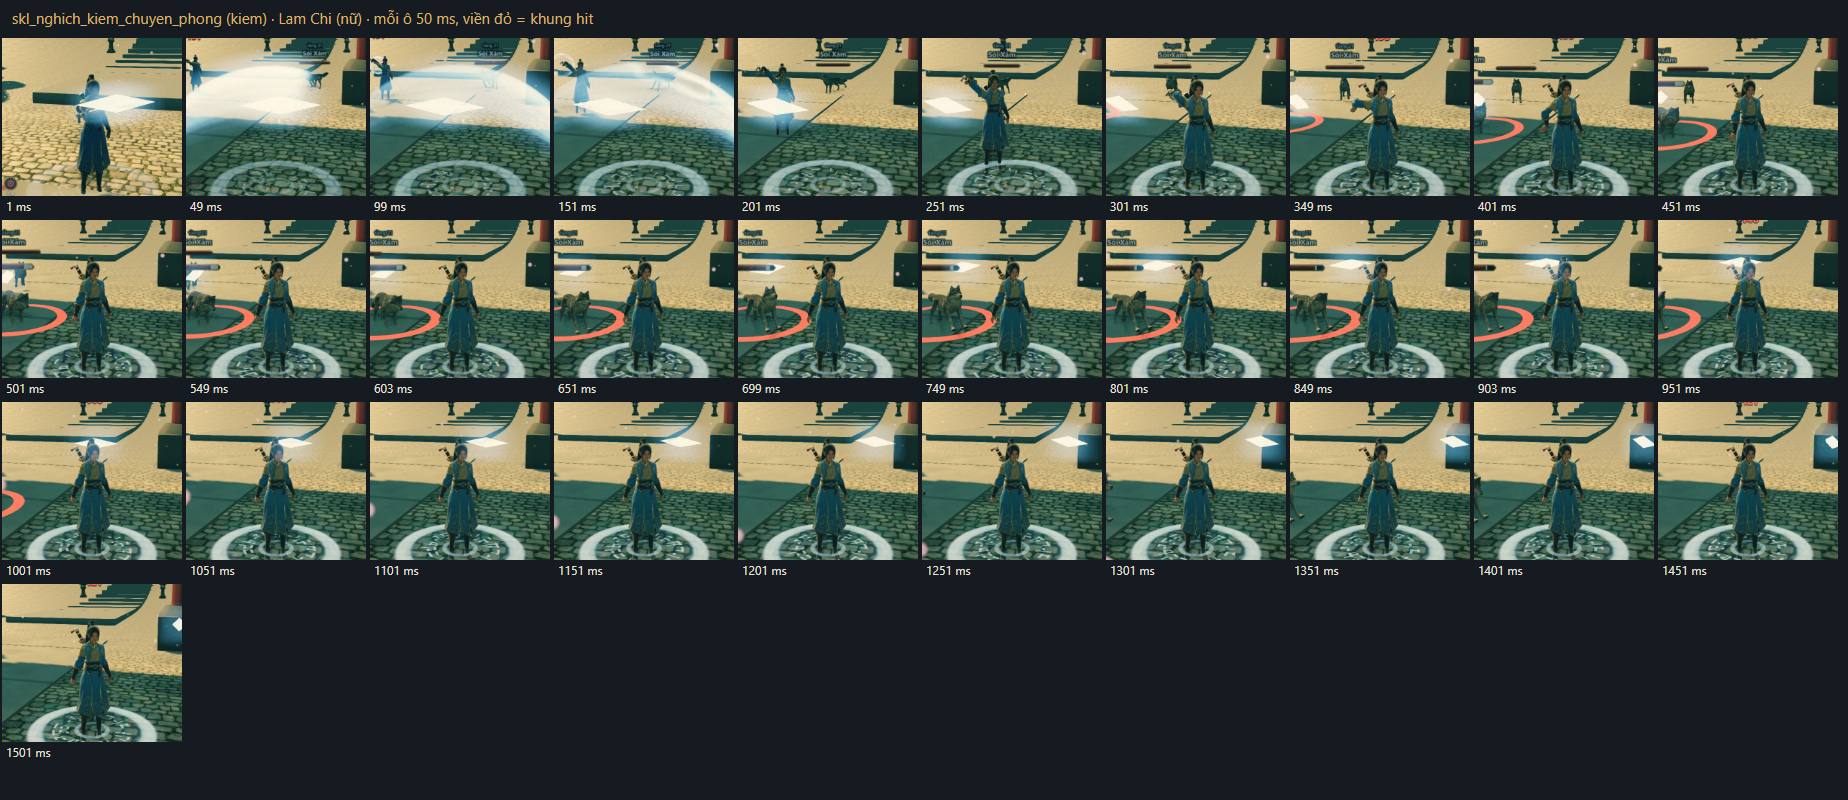 skl_nghich_kiem_chuyen_phong (kiem) · Lam Chi (nữ) · mỗi ô 50 ms, viền đỏ = khung hit
1 ms
49 ms
99 ms
151 ms
201 ms
251 ms
301 ms
349 ms
401 ms
451 ms
501 ms
549 ms
603 ms
651 ms
699 ms
749 ms
801 ms
849 ms
903 ms
951 ms
1001 ms
1051 ms
1101 ms
1151 ms
1201 ms
1251 ms
1301 ms
1351 ms
1401 ms
1451 ms
1501 ms